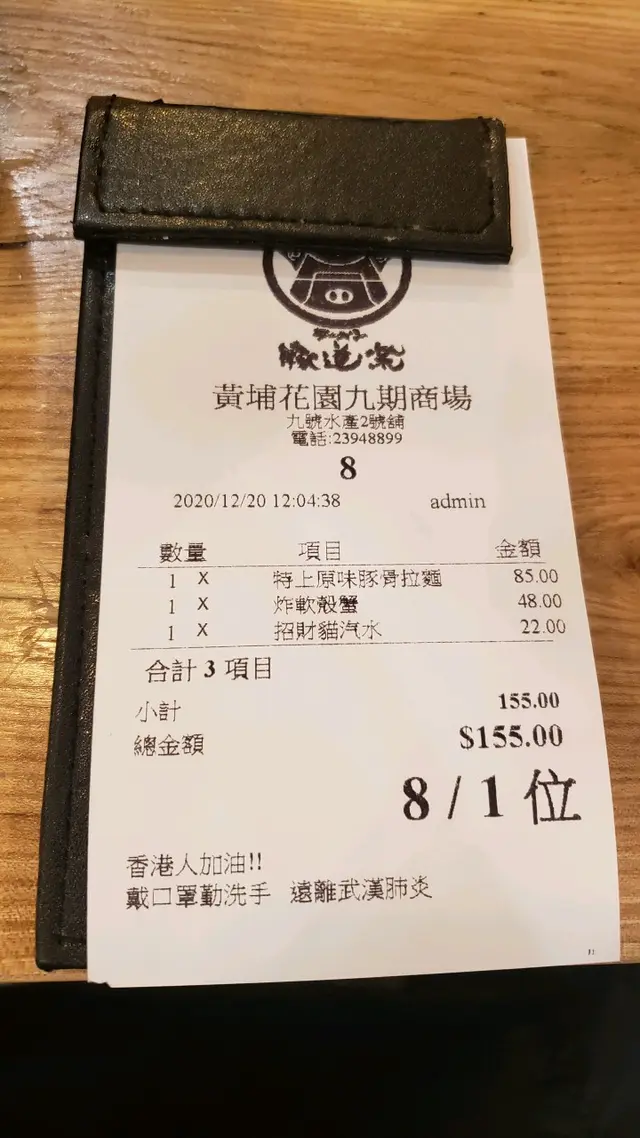 豚道宛
黃埔花園九期商場
九號水產2號舖
電話:23948899
8
2020/12/20 12:04:38 admin
數量 項目 金額
1 X 特上原味豚骨拉麵 85.00
1 X 炸軟殼蟹 48.00
1 X 招財貓汽水 22.00
合計 3 項目
小計 155.00
總金額 $155.00
8 / 1 位
香港人加油!!
戴口罩勤洗手 遠離武漢肺炎